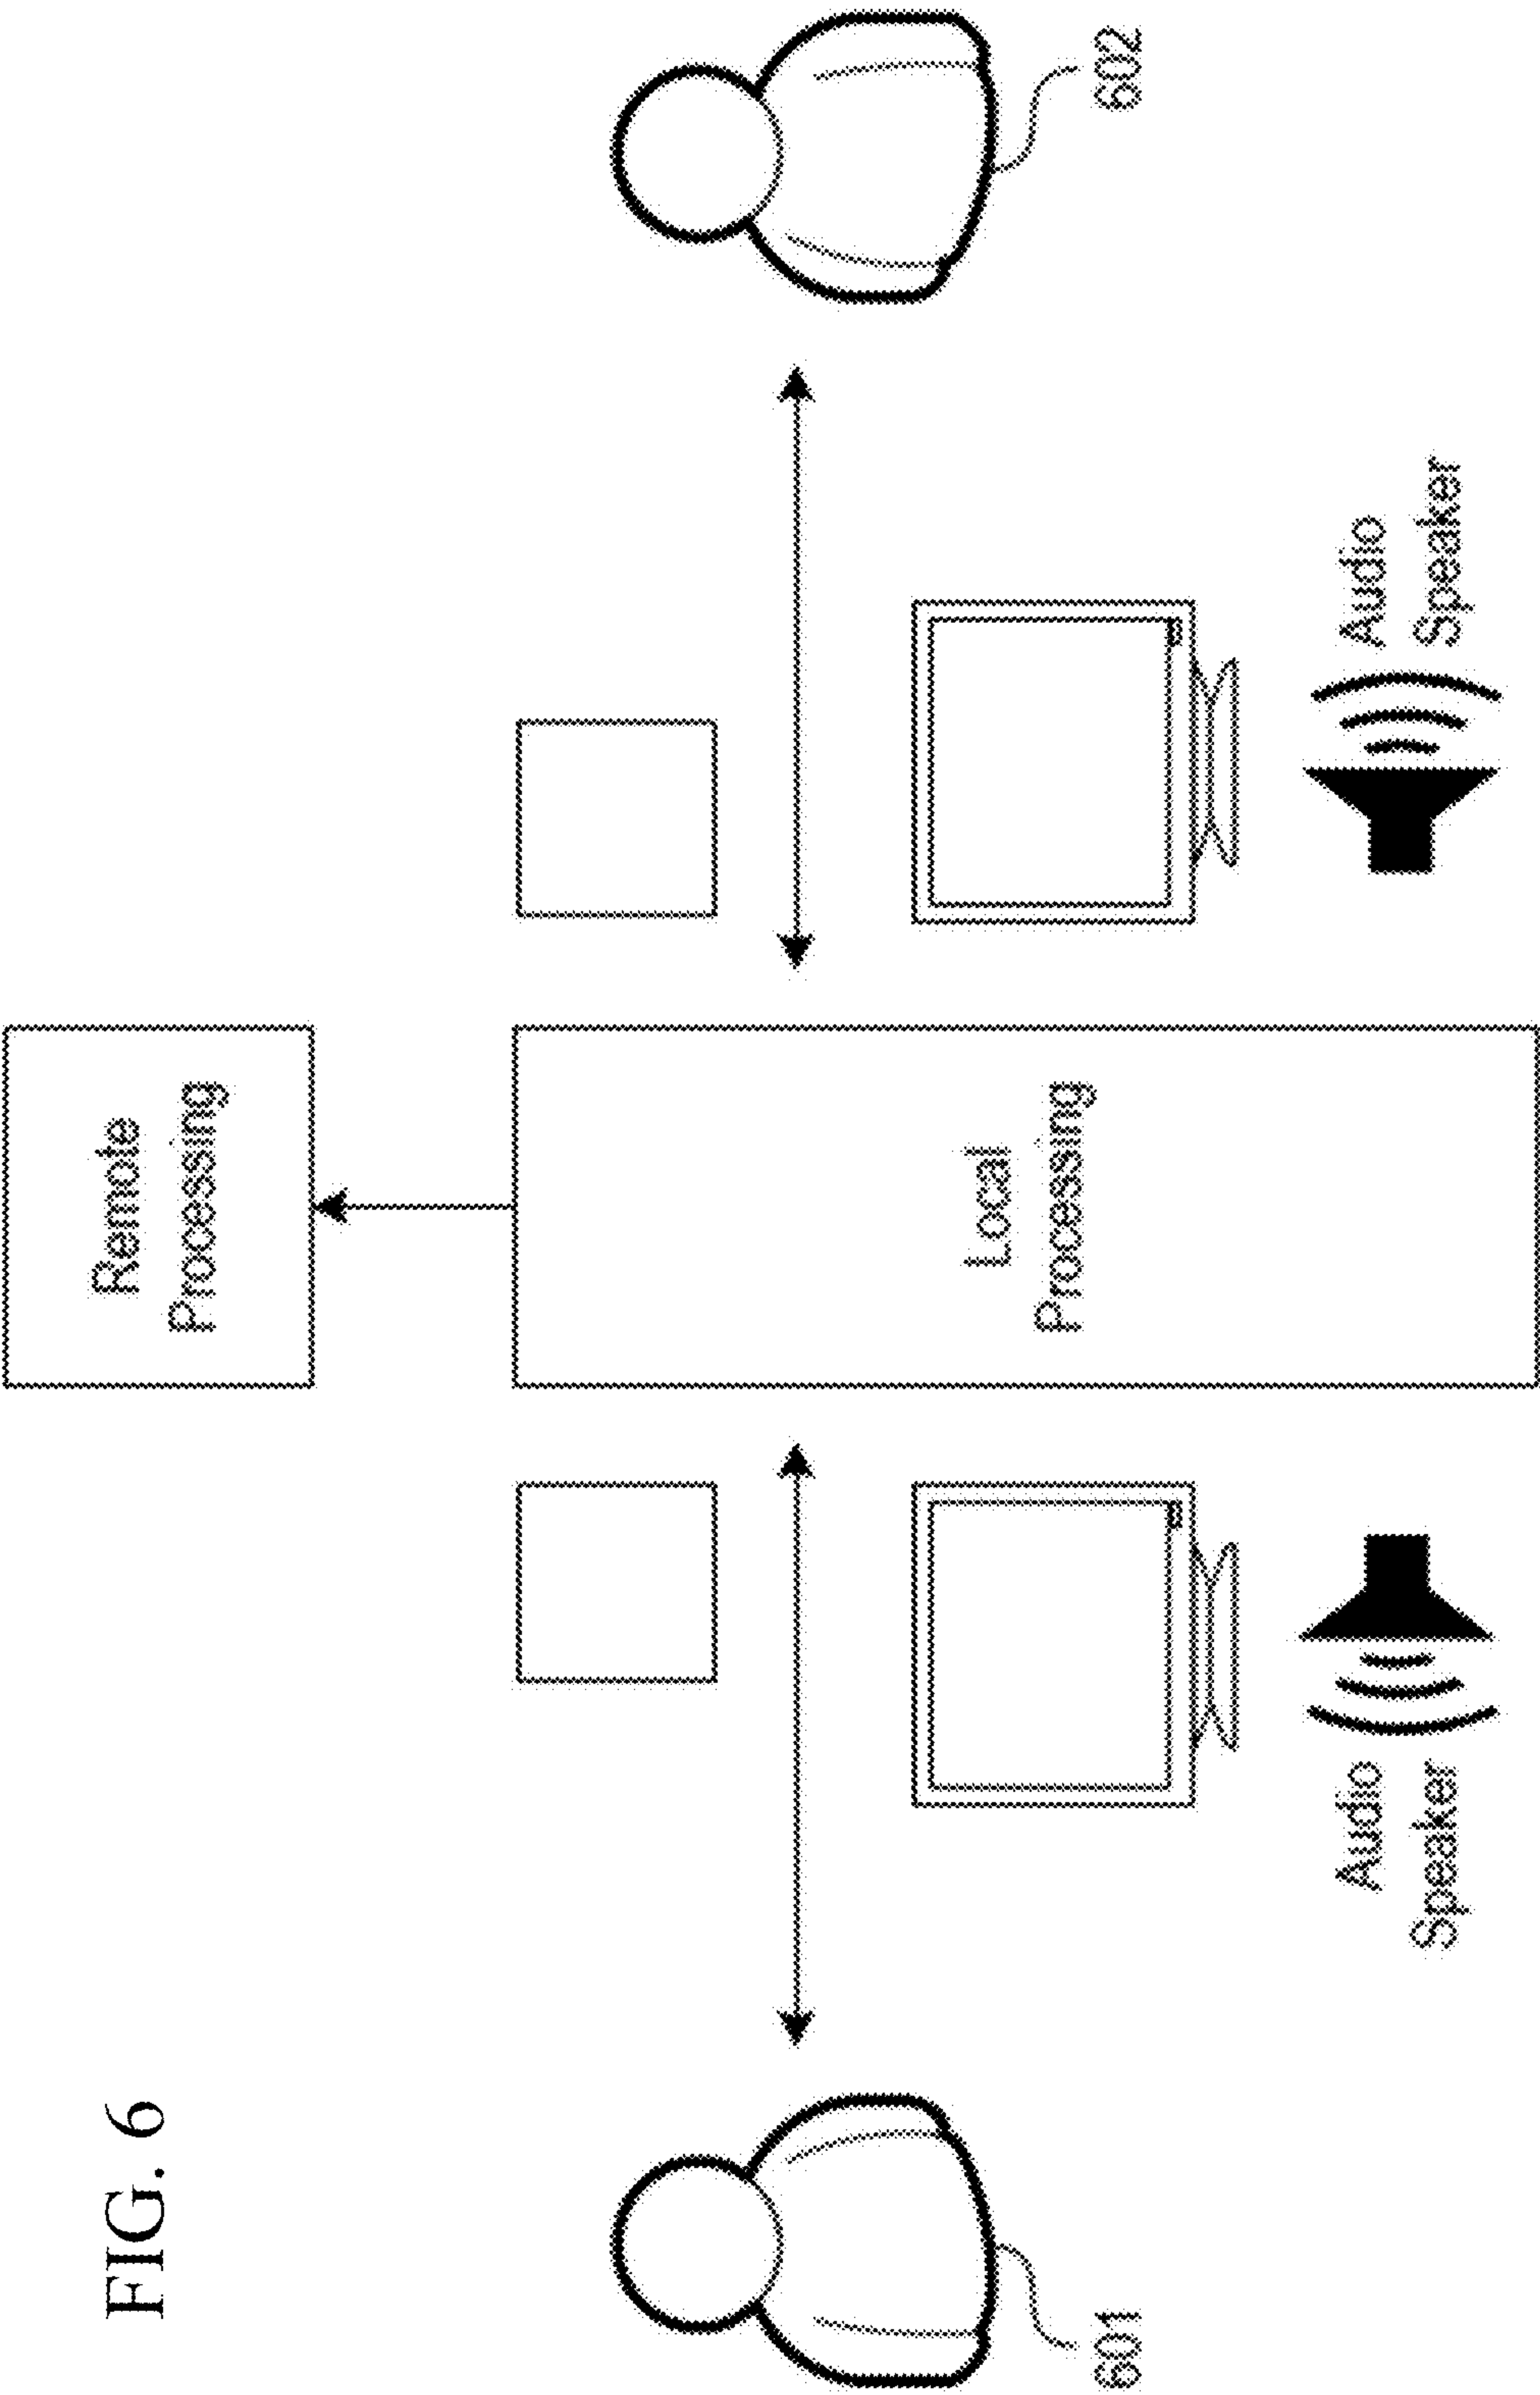 FIG. 6
Remote
Processing
Local
Processing
601
602
Audio
Speaker
Audio
Speaker